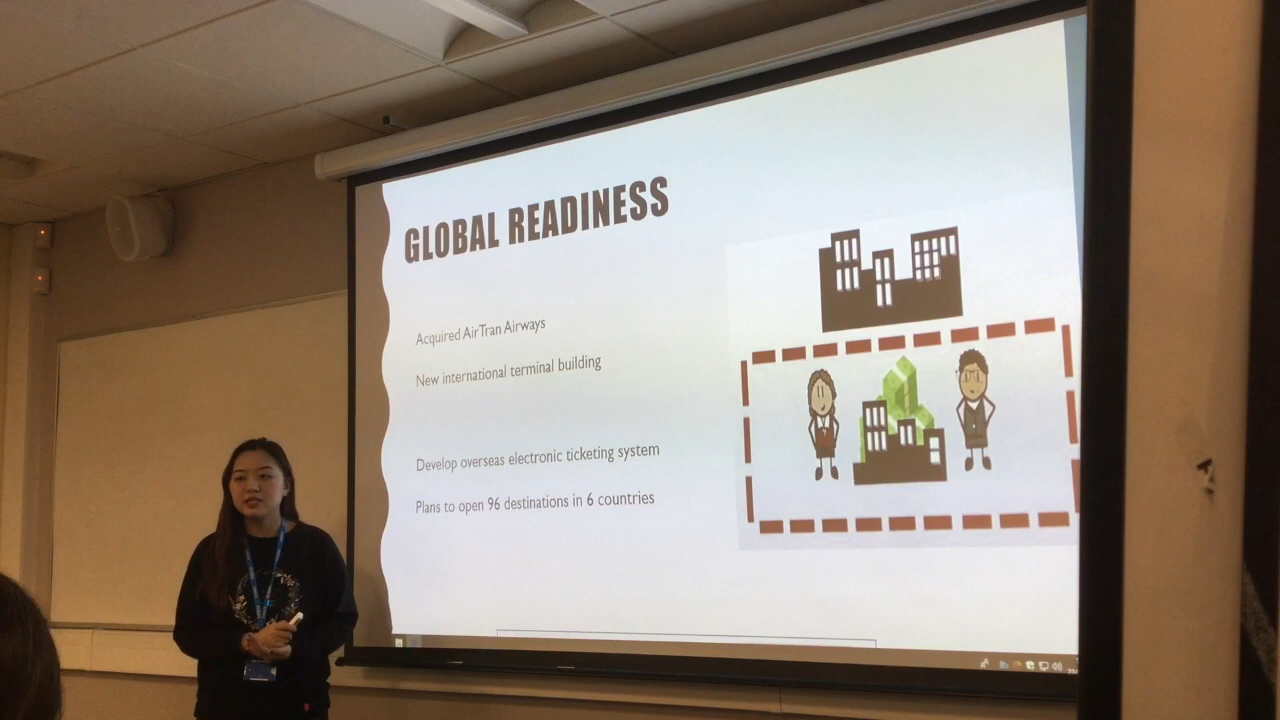 GLOBAL READINESS
Acquired AirTran Airways
New international terminal building
Develop overseas electronic ticketing system
Plans to open 96 destinations in 6 countries